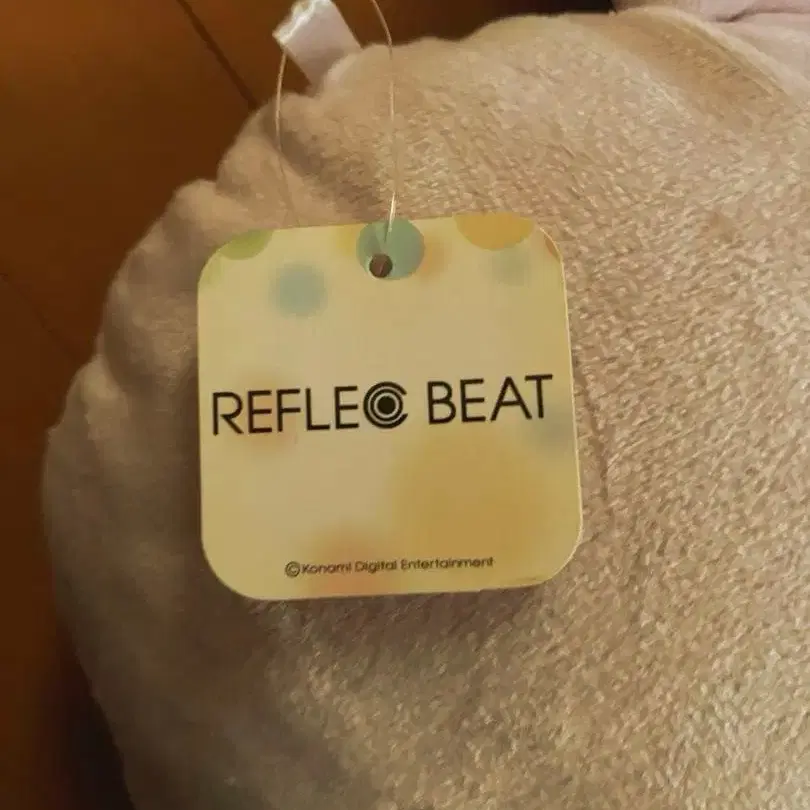 REFLEC BEAT
©Konami Digital Entertainment